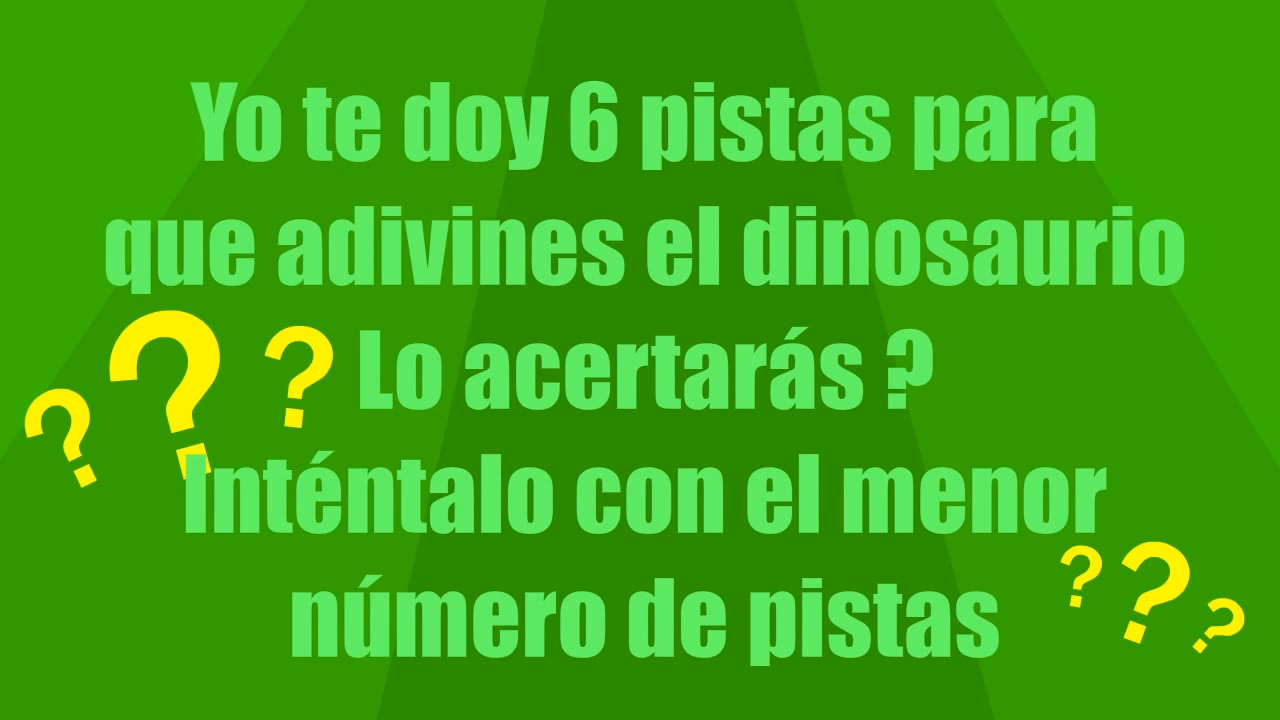 Yo te doy 6 pistas para
que adivines el dinosaurio
Lo acertarás ?
Inténtalo con el menor
número de pistas